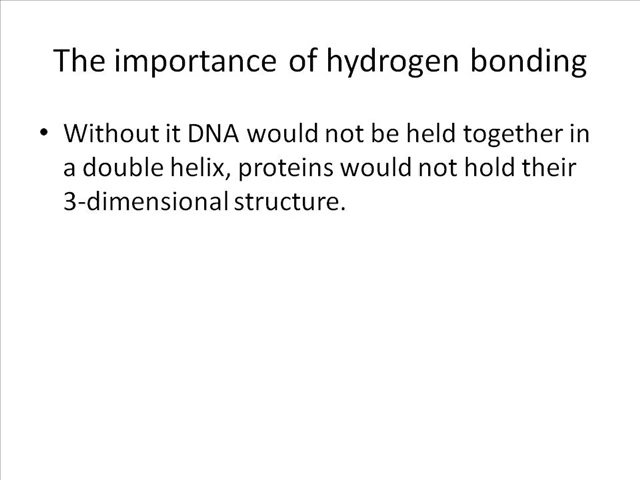 The importance of hydrogen bonding
• Without it DNA would not be held together in
a double helix, proteins would not hold their
3-dimensional structure.